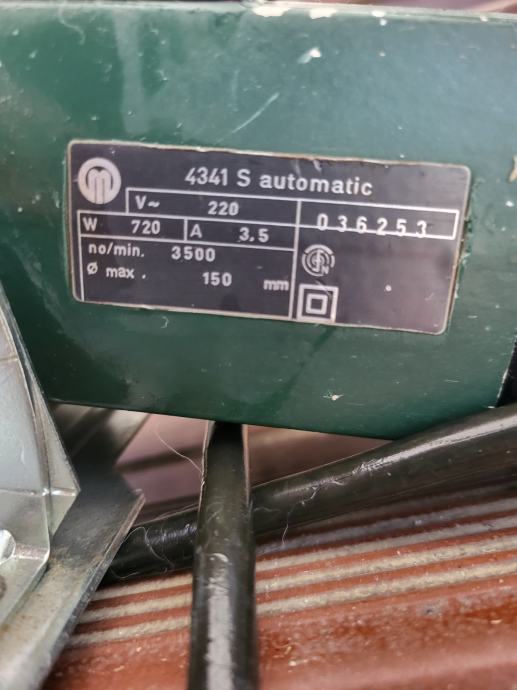 4341 S automatic
V~ 220
W 720 A 3,5
036253
no/min. 3500
Ø max. 150 mm